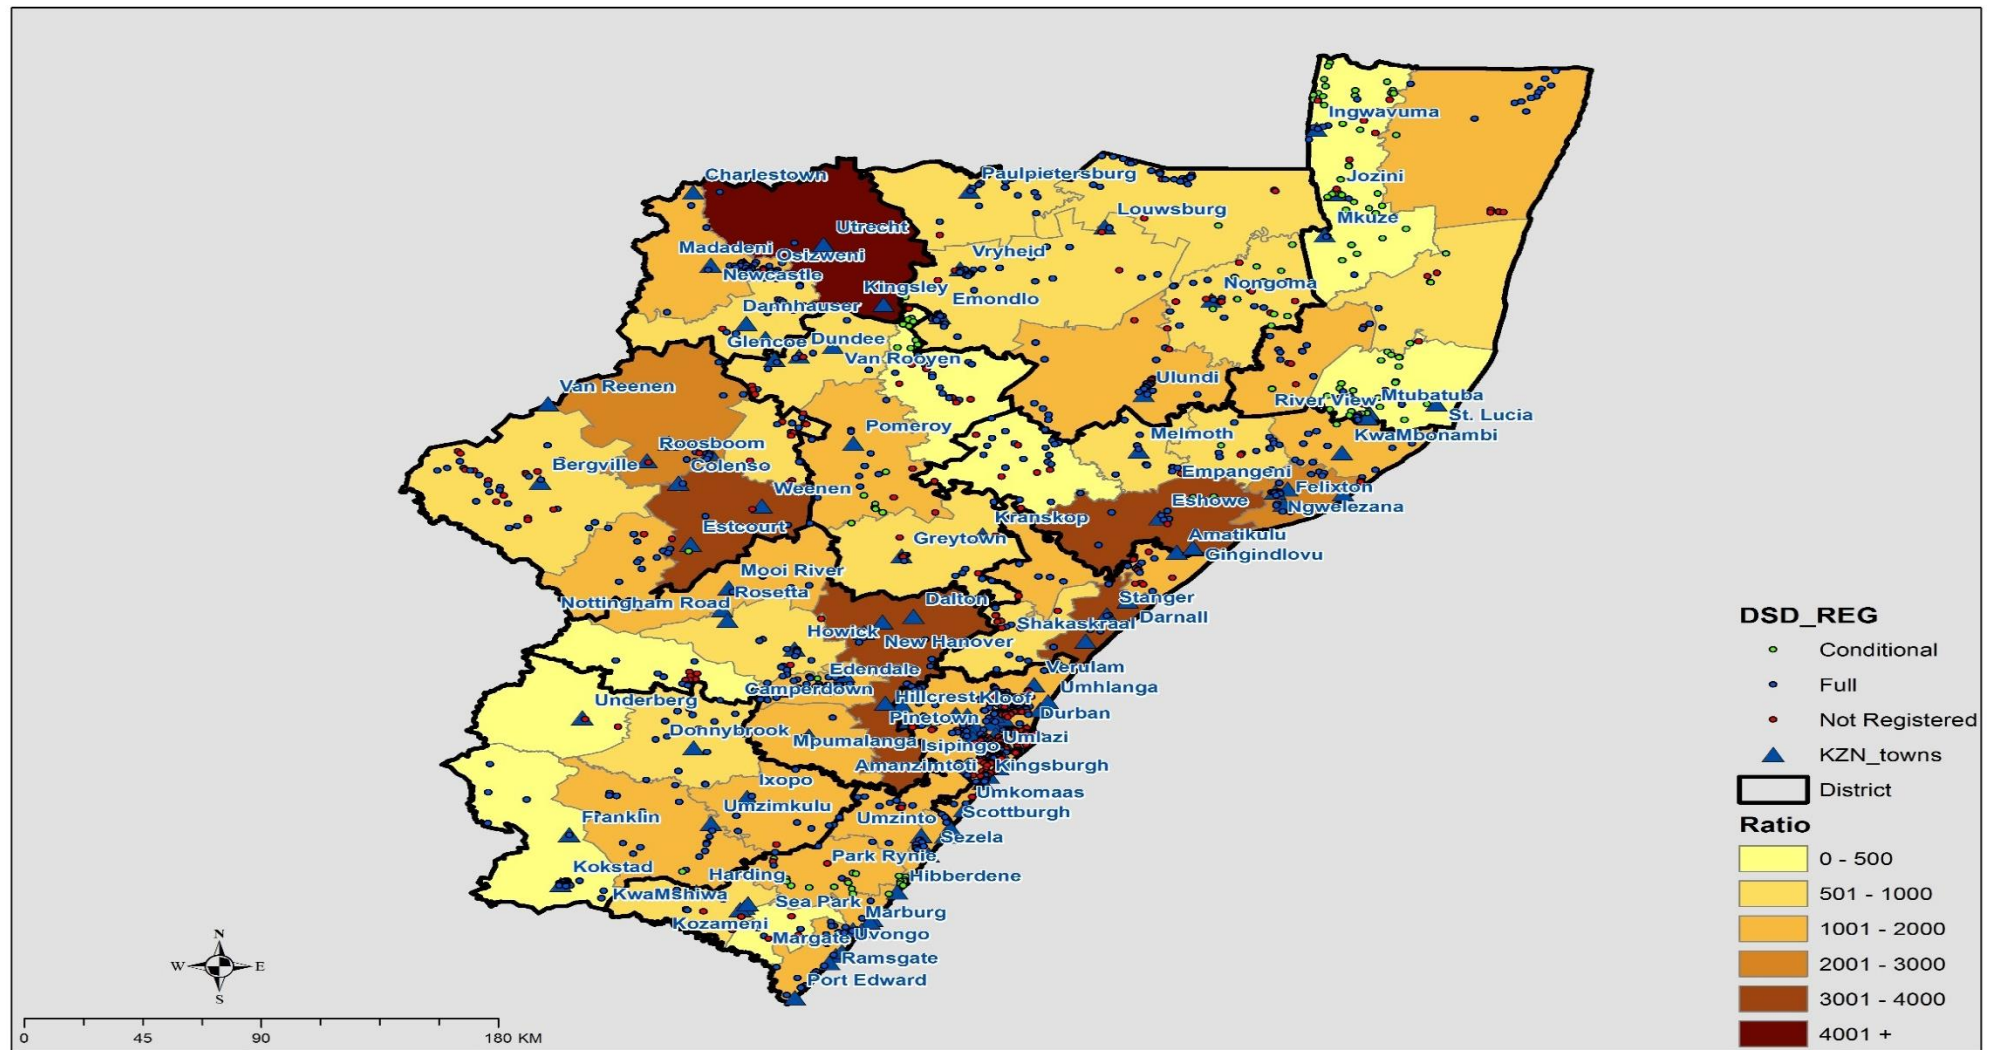 Ingwavuma
Charlestown
Paulpietersburg
Jozini
Louwsburg
Mkuze
Utrecht
Madadeni
Osizweni
Vryheid
Newcastle
Kingsley
Nongoma
Emondlo
Dannhauser
Glencoe
Dundee
Van Rooyen
Van Reenen
Ulundi
River View
Mtubatuba
St. Lucia
Pomeroy
Melmoth
KwaMbonambi
Roosboom
Bergville
Colenso
Empangeni
Weenen
Felixton
Eshowe
Ngwelezana
Estcourt
Kranskop
Greytown
Amatikulu
Gingindlovu
Mooi River
Rosetta
Nottingham Road
Dalton
Stanger
Darnall
Howick
New Hanover
Shakaskraal
Edendale
Verulam
Camperdown
Umhlanga
Underberg
Hillcrest
Kloof
Durban
Pinetown
Donnybrook
Mpumalanga
Isipingo
Umlazi
Amanzimtoti
Kingsburgh
Ixopo
Umkomaas
Umzimkulu
Scottburgh
Franklin
Umzinto
Sezela
Park Rynie
Kokstad
Harding
Hibberdene
KwaMshiwa
Sea Park
Marburg
Kozameni
Margate
Uvongo
Ramsgate
Port Edward
DSD_REG
Conditional
Full
Not Registered
KZN_towns
District
Ratio
0 - 500
501 - 1000
1001 - 2000
2001 - 3000
3001 - 4000
4001 +
N
W E
S
0 45 90 180 KM